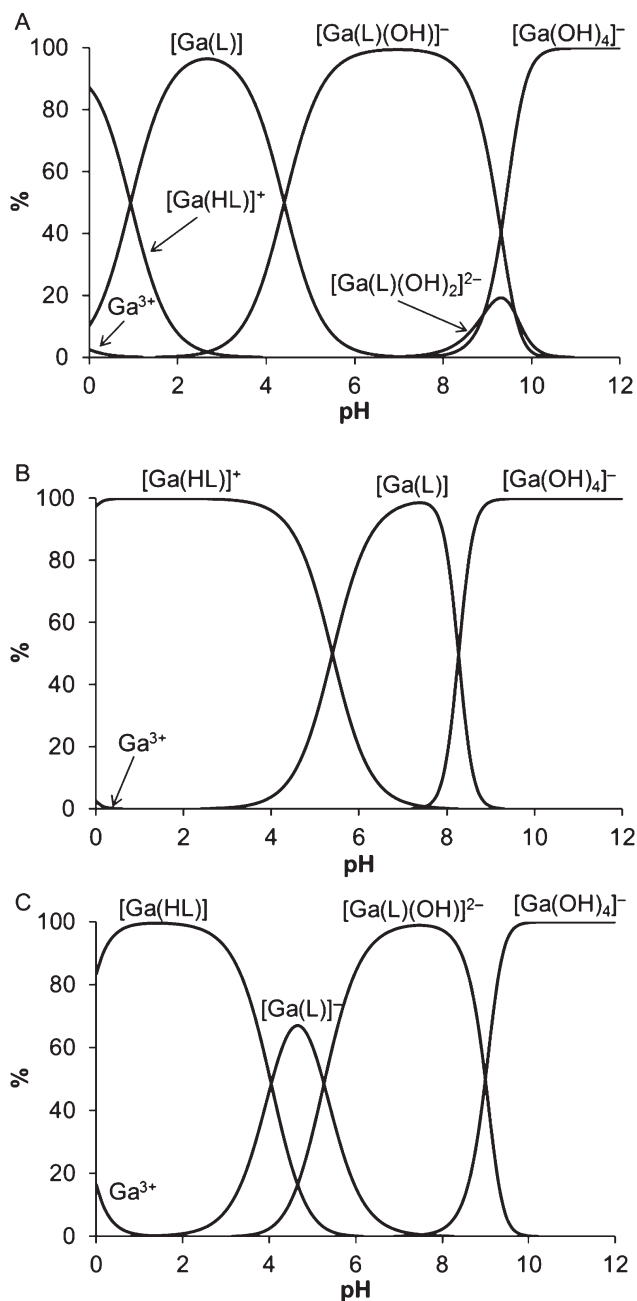 A
[Ga(L)] [Ga(L)(OH)]⁻ [Ga(OH)₄]⁻
100
80
60
40
20
0
%
[Ga(HL)]⁺
Ga³⁺
[Ga(L)(OH)₂]²⁻
0 2 4 6 8 10 12
pH
B
[Ga(HL)]⁺ [Ga(L)] [Ga(OH)₄]⁻
100
80
60
40
20
0
%
Ga³⁺
0 2 4 6 8 10 12
pH
C
[Ga(HL)] [Ga(L)(OH)]²⁻ [Ga(OH)₄]⁻
100
80
60
40
20
0
%
[Ga(L)]⁻
Ga³⁺
0 2 4 6 8 10 12
pH